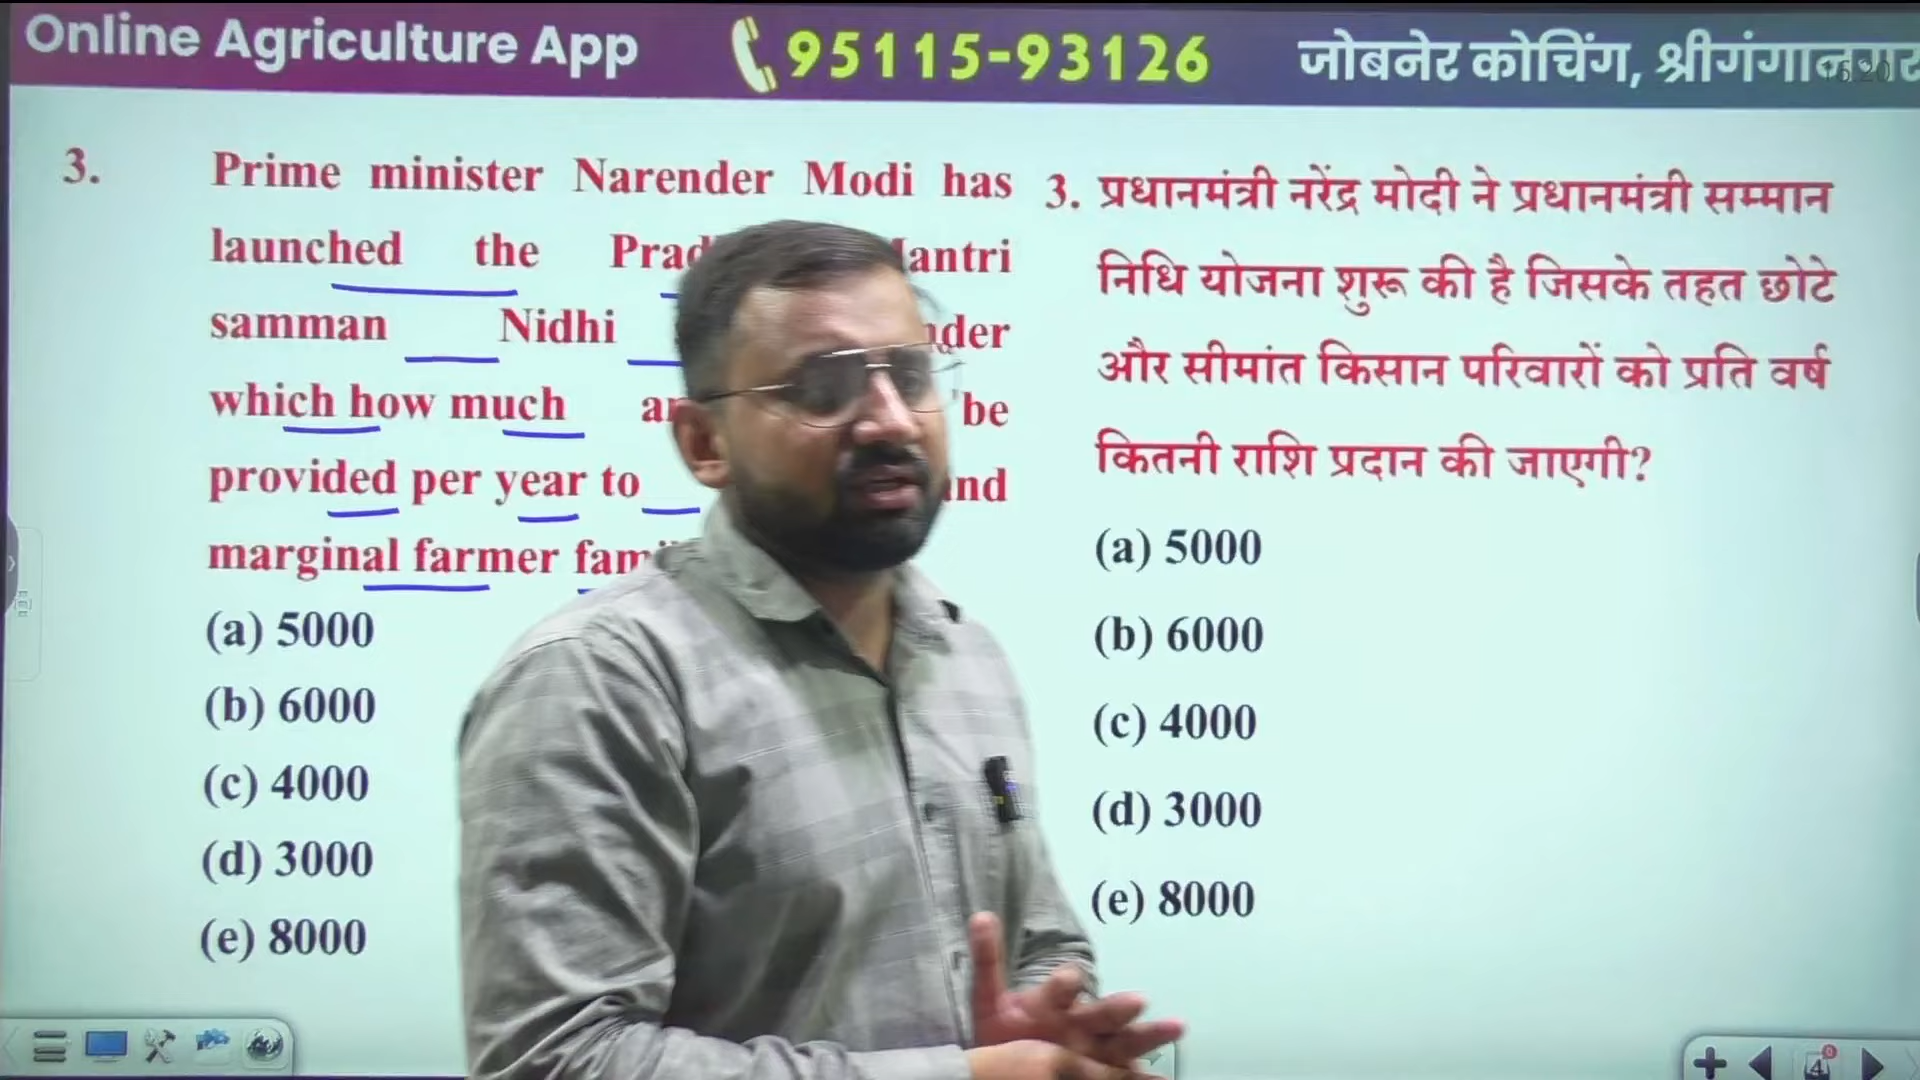 Online Agriculture App 95115-93126 जोबनेर कोचिंग,
3. Prime minister Narender Modi has
launched the
samman Nidhi
which how much be
provided per year to
marginal farmer
(a) 5000
(b) 6000
(c) 4000
(d) 3000
(e) 8000
3. प्रधानमंत्री नरेंद्र मोदी ने प्रधानमंत्री सम्मान
निधि योजना शुरू की है जिसके तहत छोटे
और सीमांत किसान परिवारों को प्रति वर्ष
कितनी राशि प्रदान की जाएगी?
(a) 5000
(b) 6000
(c) 4000
(d) 3000
(e) 8000